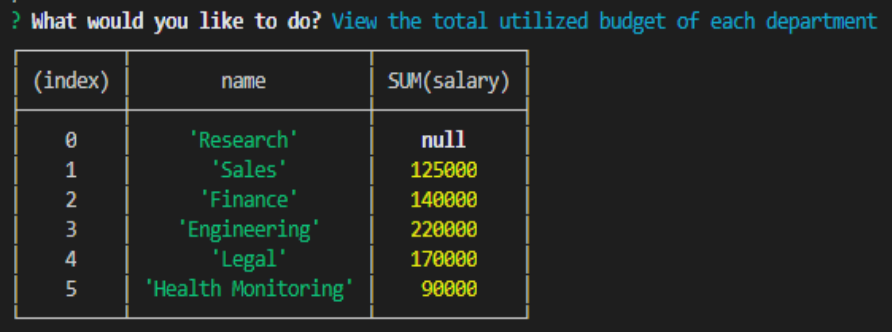 ? What would you like to do? View the total utilized budget of each department
(index) name SUM(salary)
0 'Research' null
1 'Sales' 125000
2 'Finance' 140000
3 'Engineering' 220000
4 'Legal' 170000
5 'Health Monitoring' 90000